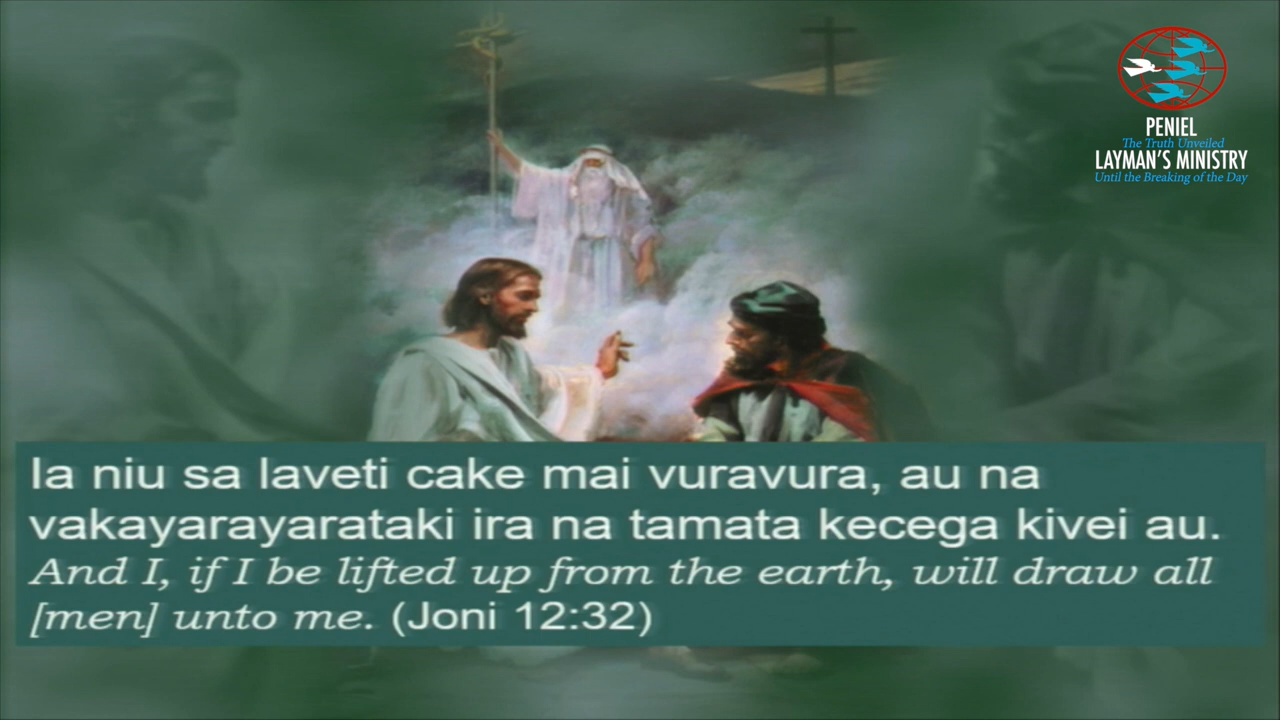 PENIEL
The Truth Unveiled
LAYMAN'S MINISTRY
Until the Breaking of the Day
Ia niu sa laveti cake mai vuravura, au na
vakayarayarataki ira na tamata kecega kivei au.
And I, if I be lifted up from the earth, will draw all
[men] unto me. (Joni 12:32)